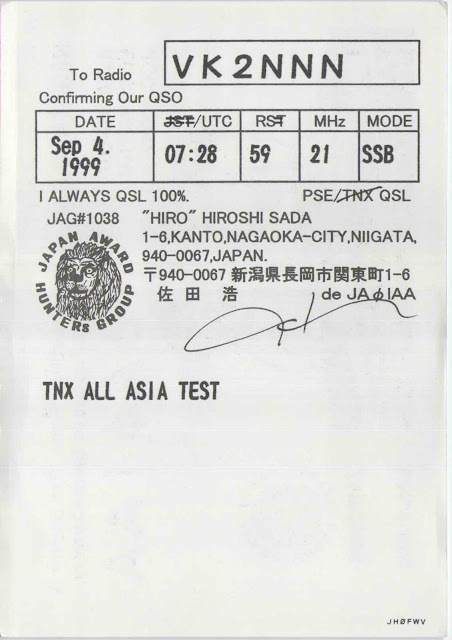 To Radio VK2NNN
Confirming Our QSO
DATE JST/UTC RST MHz MODE
Sep 4. 1999 07:28 59 21 SSB
I ALWAYS QSL 100%. PSE/TNX QSL
JAG#1038 "HIRO" HIROSHI SADA
1-6,KANTO,NAGAOKA-CITY,NIIGATA,
940-0067,JAPAN.
〒940-0067 新潟県長岡市関東町1-6
佐田 浩 de JAØIAA
JAPAN AWARD
HUNTERS GROUP
TNX ALL ASIA TEST
JHØFWV